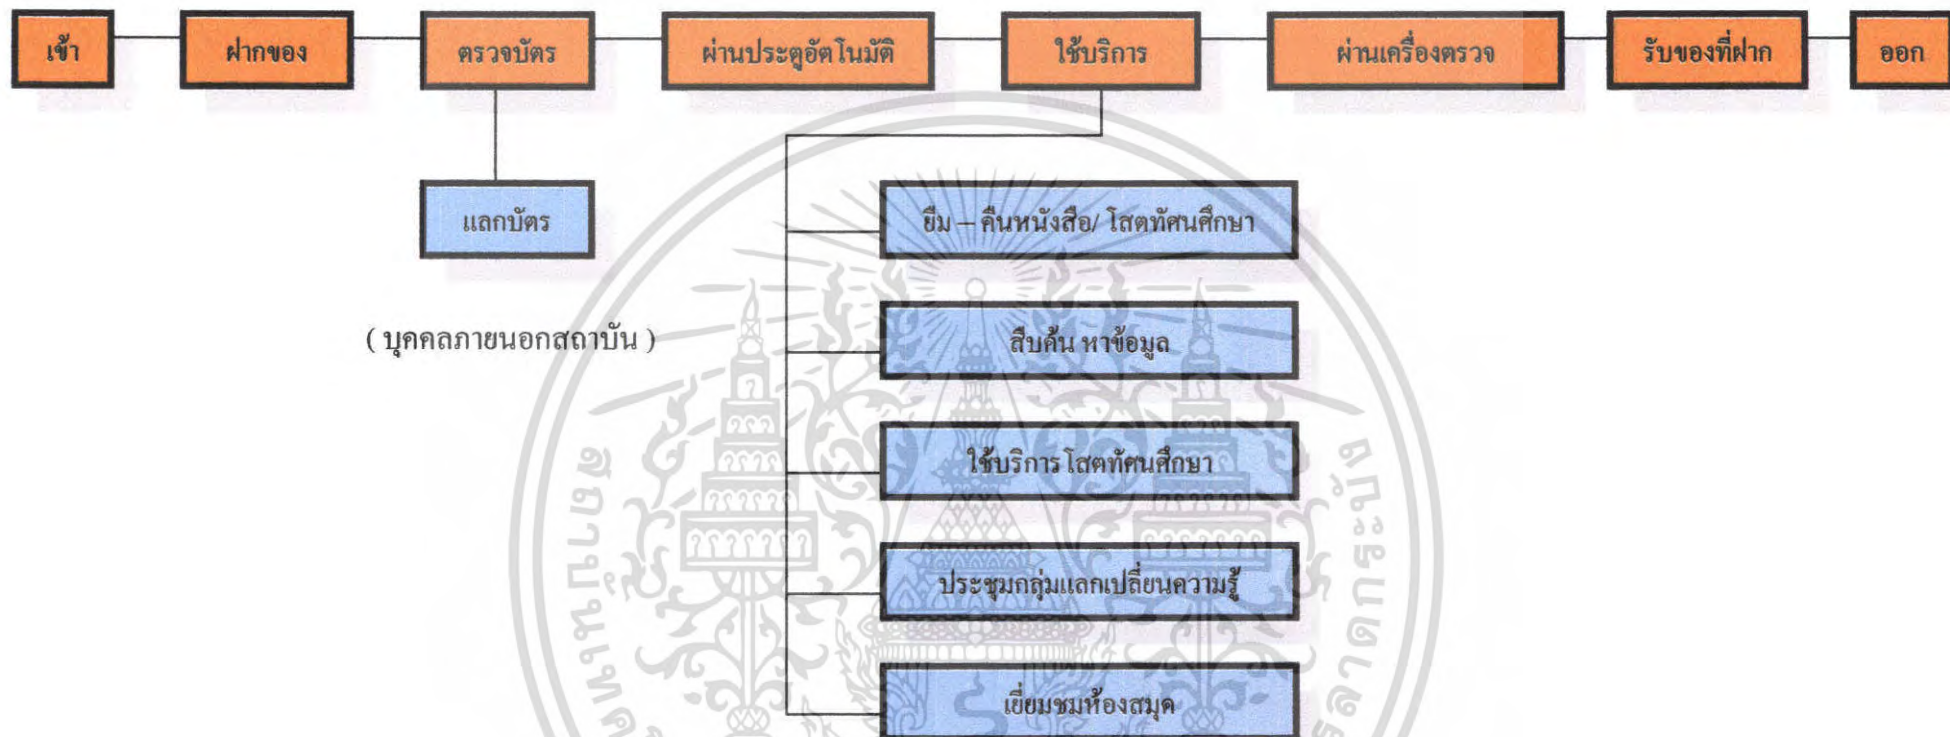 เข้า
ฝากของ
ตรวจบัตร
ผ่านประตูอัตโนมัติ
ใช้บริการ
ผ่านเครื่องตรวจ
รับของที่ฝาก
ออก
แลกบัตร
( บุคคลภายนอกสถาบัน )
ยืม – คืนหนังสือ/ โสตทัศนศึกษา
สืบค้น หาข้อมูล
ใช้บริการโสตทัศนศึกษา
ประชุมกลุ่มแลกเปลี่ยนความรู้
เยี่ยมชมห้องสมุด